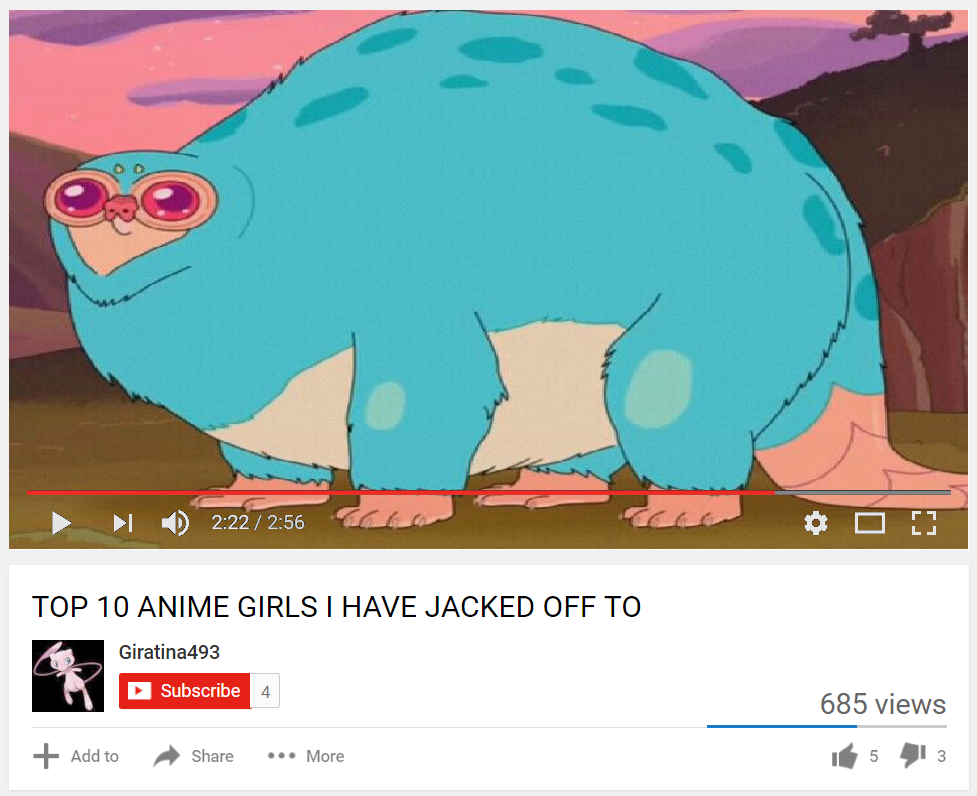 2:22 / 2:56
TOP 10 ANIME GIRLS I HAVE JACKED OFF TO
Giratina493
Subscribe 4
685 views
Add to Share More 5 3